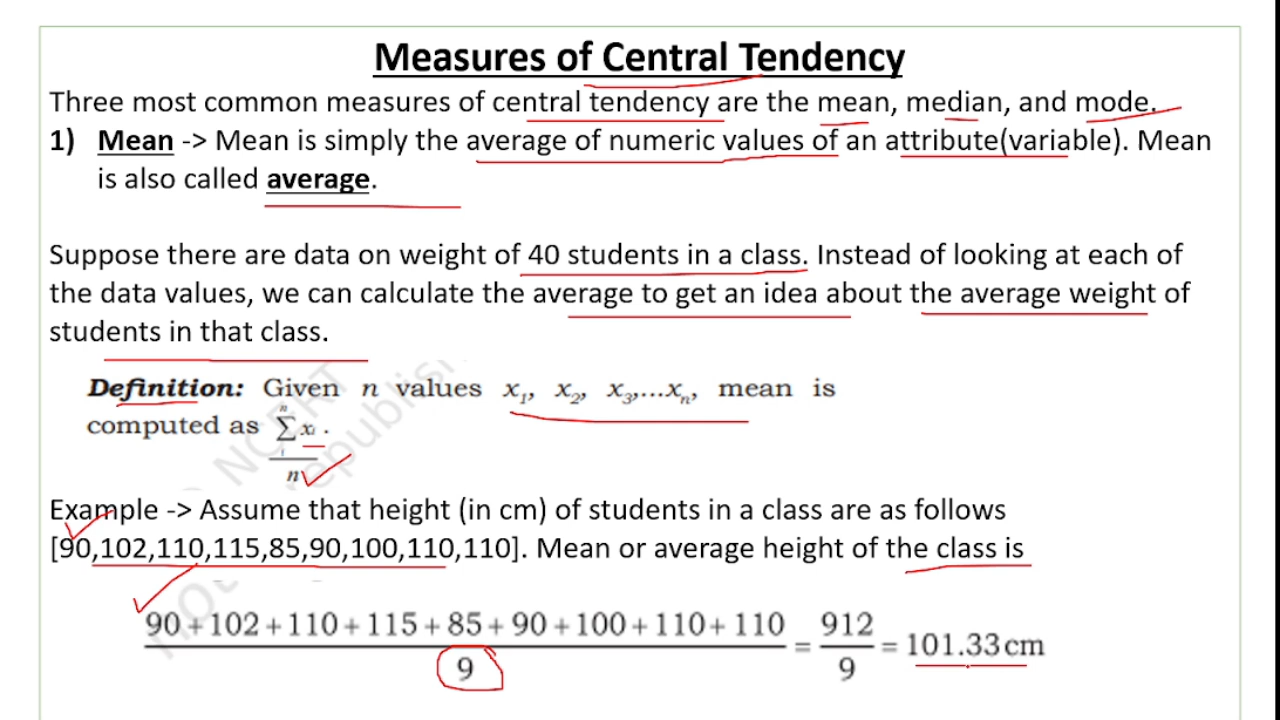 Measures of Central Tendency
Three most common measures of central tendency are the mean, median, and mode.
1) Mean -> Mean is simply the average of numeric values of an attribute(variable). Mean
is also called average.
Suppose there are data on weight of 40 students in a class. Instead of looking at each of
the data values, we can calculate the average to get an idea about the average weight of
students in that class.
Definition: Given n values x₁, x₂, x₃,...xₙ, mean is
computed as
n
∑ xᵢ .
n
Example -> Assume that height (in cm) of students in a class are as follows
[90,102,110,115,85,90,100,110,110]. Mean or average height of the class is
90+102+110+115+85+90+100+110+110 = 912 = 101.33 cm
9 9